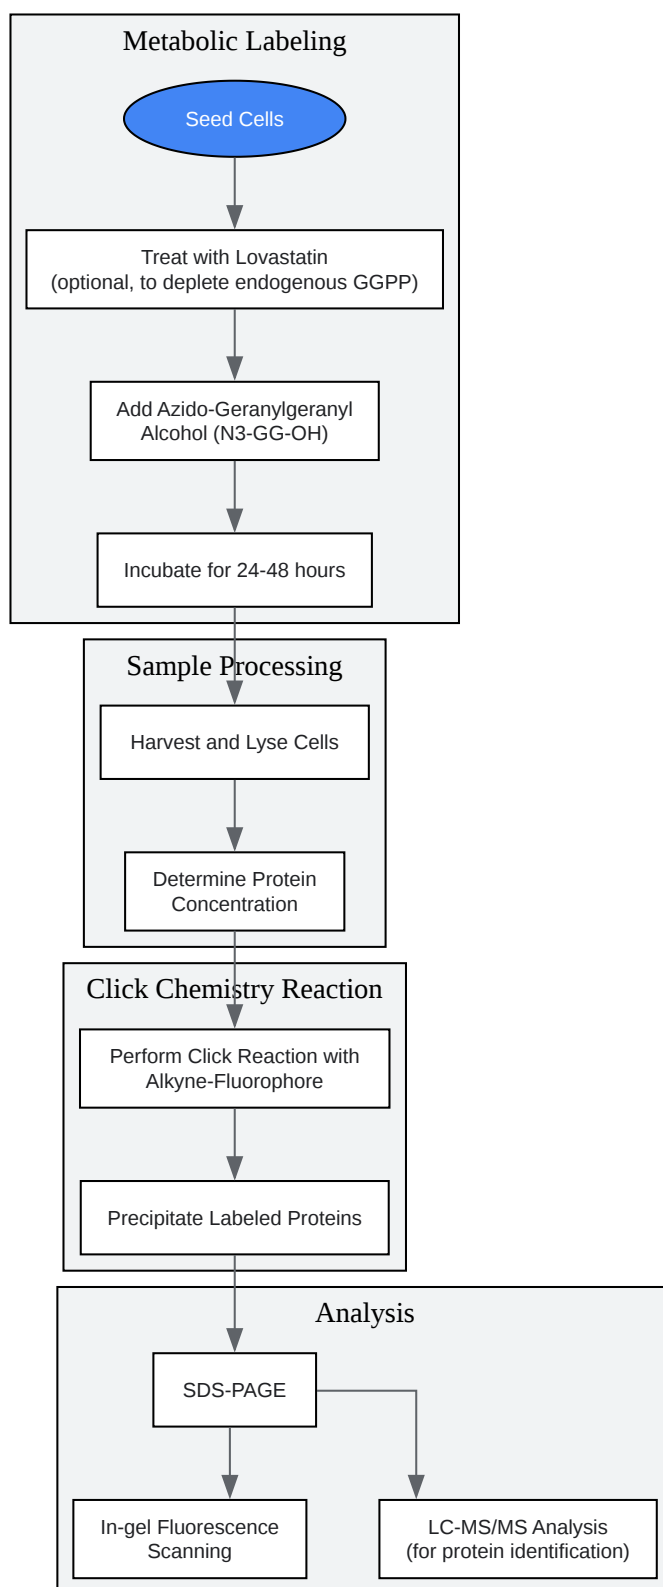 Metabolic Labeling
Seed Cells
Treat with Lovastatin
(optional, to deplete endogenous GGPP)
Add Azido-Geranylgeranyl
Alcohol (N3-GG-OH)
Incubate for 24-48 hours
Sample Processing
Harvest and Lyse Cells
Determine Protein
Concentration
Click Chemistry Reaction
Perform Click Reaction with
Alkyne-Fluorophore
Precipitate Labeled Proteins
Analysis
SDS-PAGE
In-gel Fluorescence
Scanning
LC-MS/MS Analysis
(for protein identification)